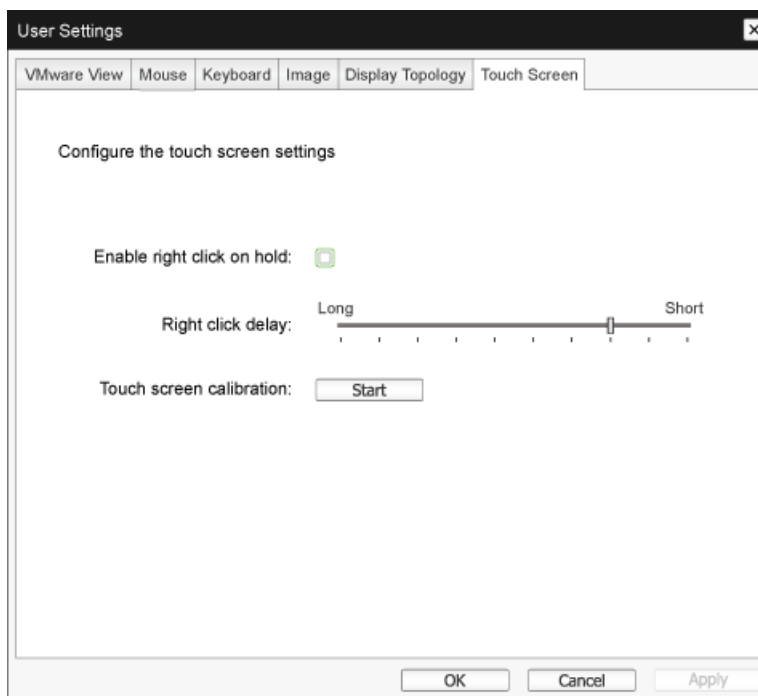 User Settings
VMware View Mouse Keyboard Image Display Topology Touch Screen
Configure the touch screen settings
Enable right click on hold:
Long Short
Right click delay:
Touch screen calibration: Start
OK Cancel Apply